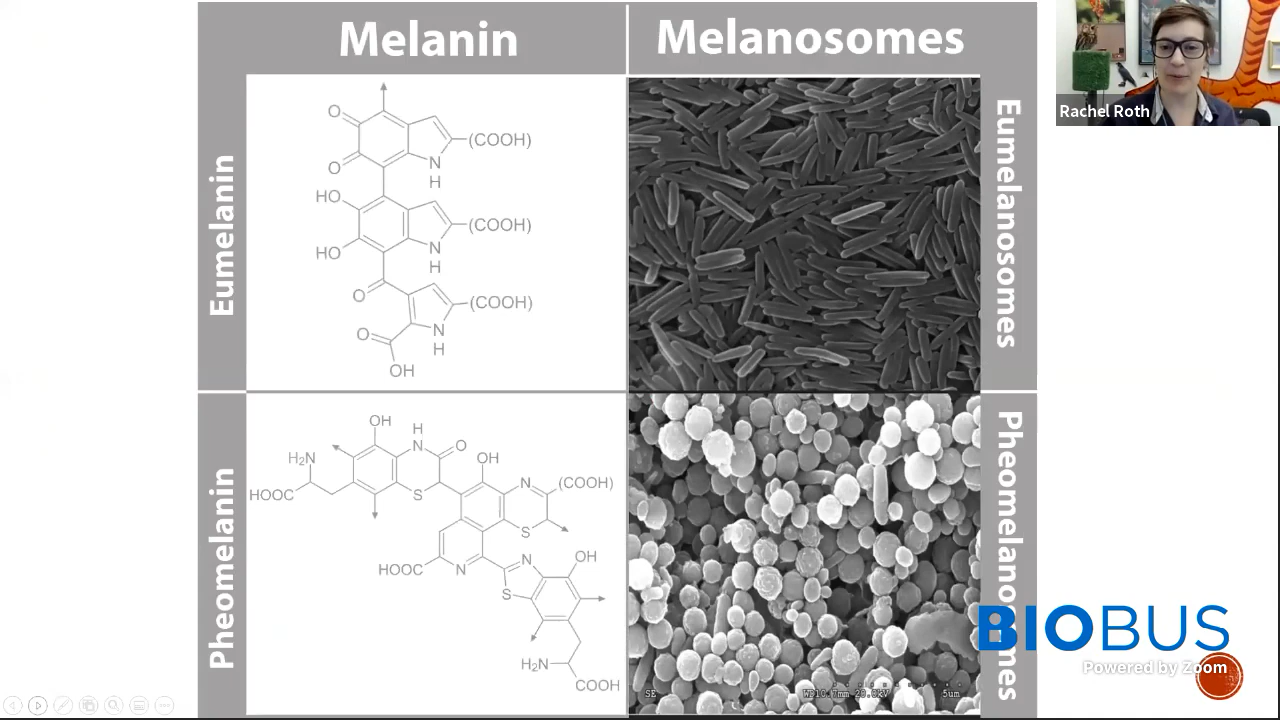 Melanin
Melanosomes
Rachel Roth
Eumelanin
O
O
(COOH)
N
H
HO
HO
(COOH)
N
H
O
(COOH)
O
N
H
OH
Eumelanosomes
Pheomelanin
OH
H
N
O
H₂N
HOOC
S
OH
N
(COOH)
S
HOOC
N
N
OH
S
H₂N
COOH
Pheomelanosomes
SE
5um
BIOBUS
Powered by Zoom